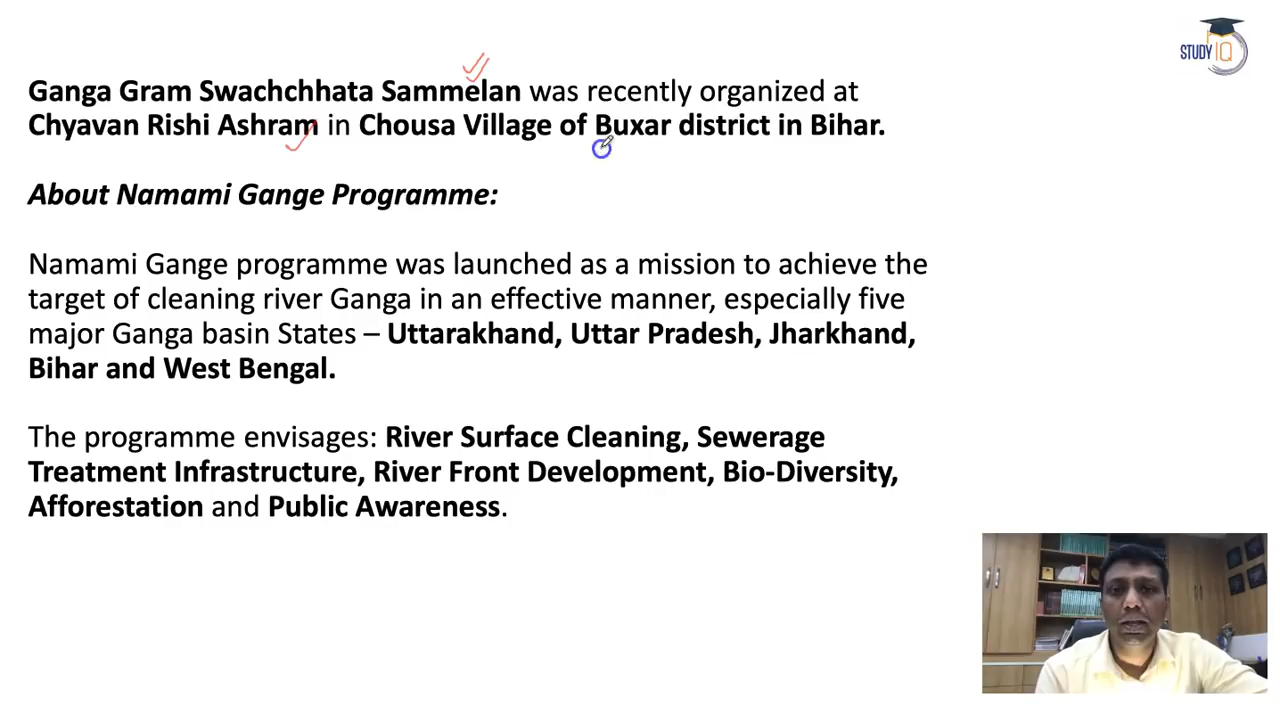 STUDY IQ
Ganga Gram Swachchhata Sammelan was recently organized at
Chyavan Rishi Ashram in Chousa Village of Buxar district in Bihar.
About Namami Gange Programme:
Namami Gange programme was launched as a mission to achieve the
target of cleaning river Ganga in an effective manner, especially five
major Ganga basin States – Uttarakhand, Uttar Pradesh, Jharkhand,
Bihar and West Bengal.
The programme envisages: River Surface Cleaning, Sewerage
Treatment Infrastructure, River Front Development, Bio-Diversity,
Afforestation and Public Awareness.